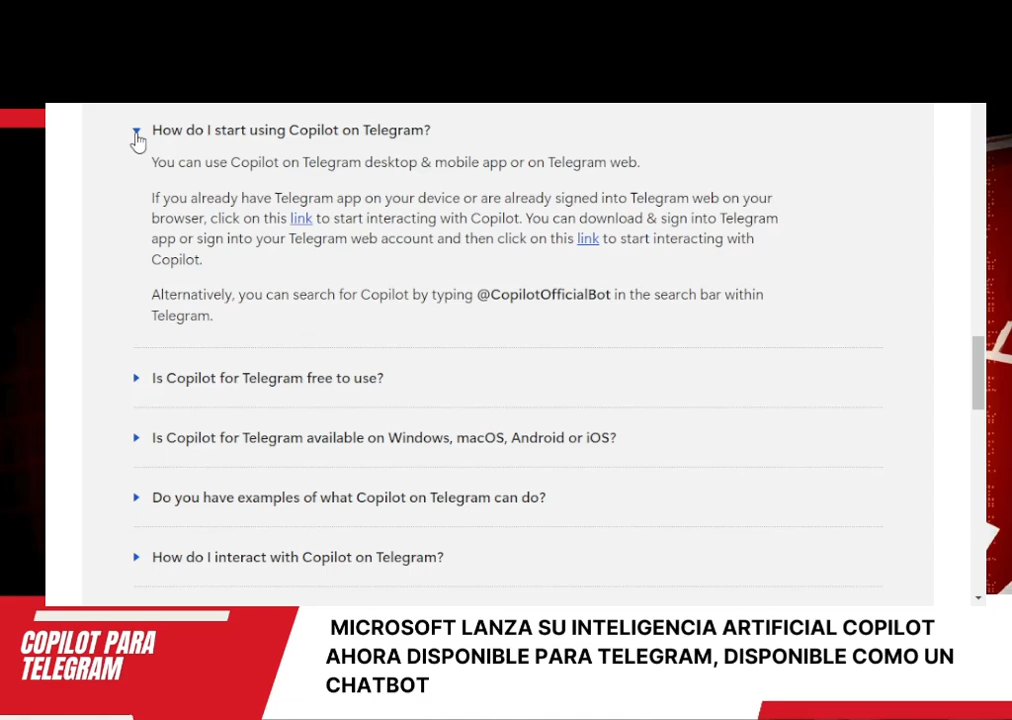 How do I start using Copilot on Telegram?
You can use Copilot on Telegram desktop & mobile app or on Telegram web.
If you already have Telegram app on your device or are already signed into Telegram web on your
browser, click on this link to start interacting with Copilot. You can download & sign into Telegram
app or sign into your Telegram web account and then click on this link to start interacting with
Copilot.
Alternatively, you can search for Copilot by typing @CopilotOfficialBot in the search bar within
Telegram.
Is Copilot for Telegram free to use?
Is Copilot for Telegram available on Windows, macOS, Android or iOS?
Do you have examples of what Copilot on Telegram can do?
How do I interact with Copilot on Telegram?
COPILOT PARA
TELEGRAM
MICROSOFT LANZA SU INTELIGENCIA ARTIFICIAL COPILOT
AHORA DISPONIBLE PARA TELEGRAM, DISPONIBLE COMO UN
CHATBOT